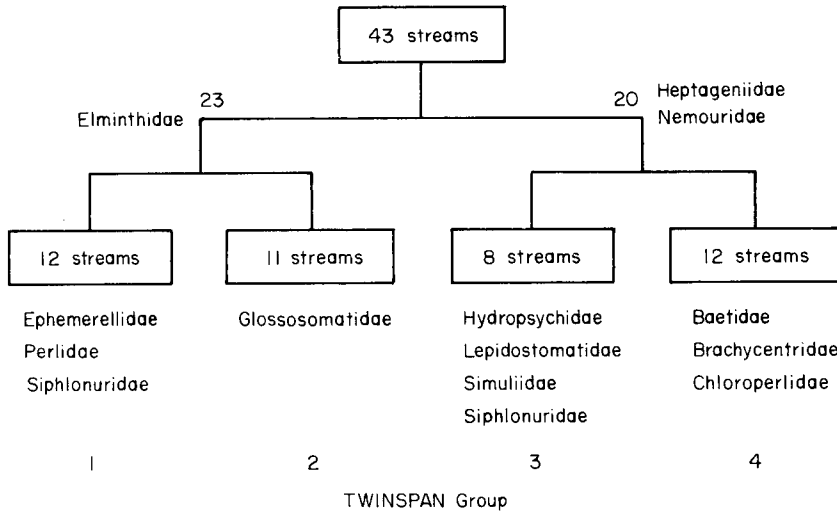 43 streams
23
20
Elminthidae
Heptageniidae
Nemouridae
12 streams
11 streams
8 streams
12 streams
Ephemerellidae
Perlidae
Siphlonuridae
Glossosomatidae
Hydropsychidae
Lepidostomatidae
Simuliidae
Siphlonuridae
Baetidae
Brachycentridae
Chloroperlidae
1
2
3
4
TWINSPAN Group